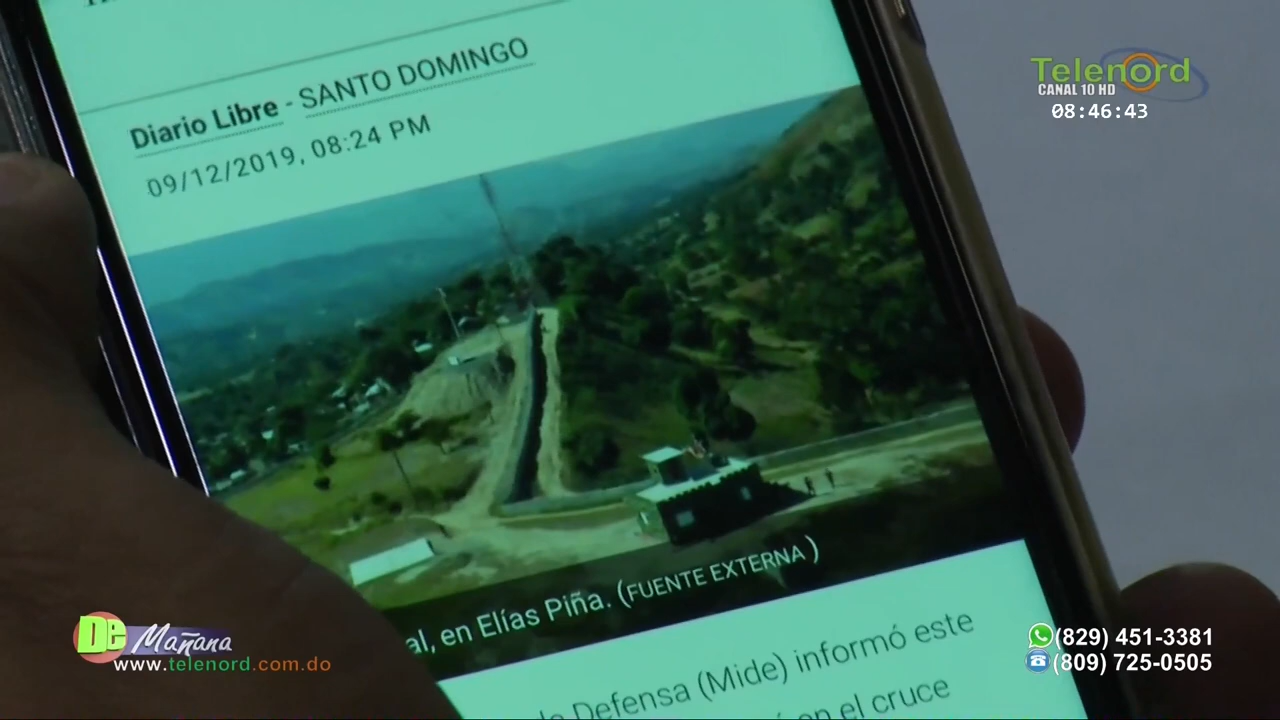 Telenord
CANAL 10 HD
08:46:43
Diario Libre - SANTO DOMINGO
09/12/2019, 08:24 PM
al, en Elías Piña. (FUENTE EXTERNA)
Defensa (Mide) informó este
en el cruce
De Mañana
www.telenord.com.do
(829) 451-3381
(809) 725-0505